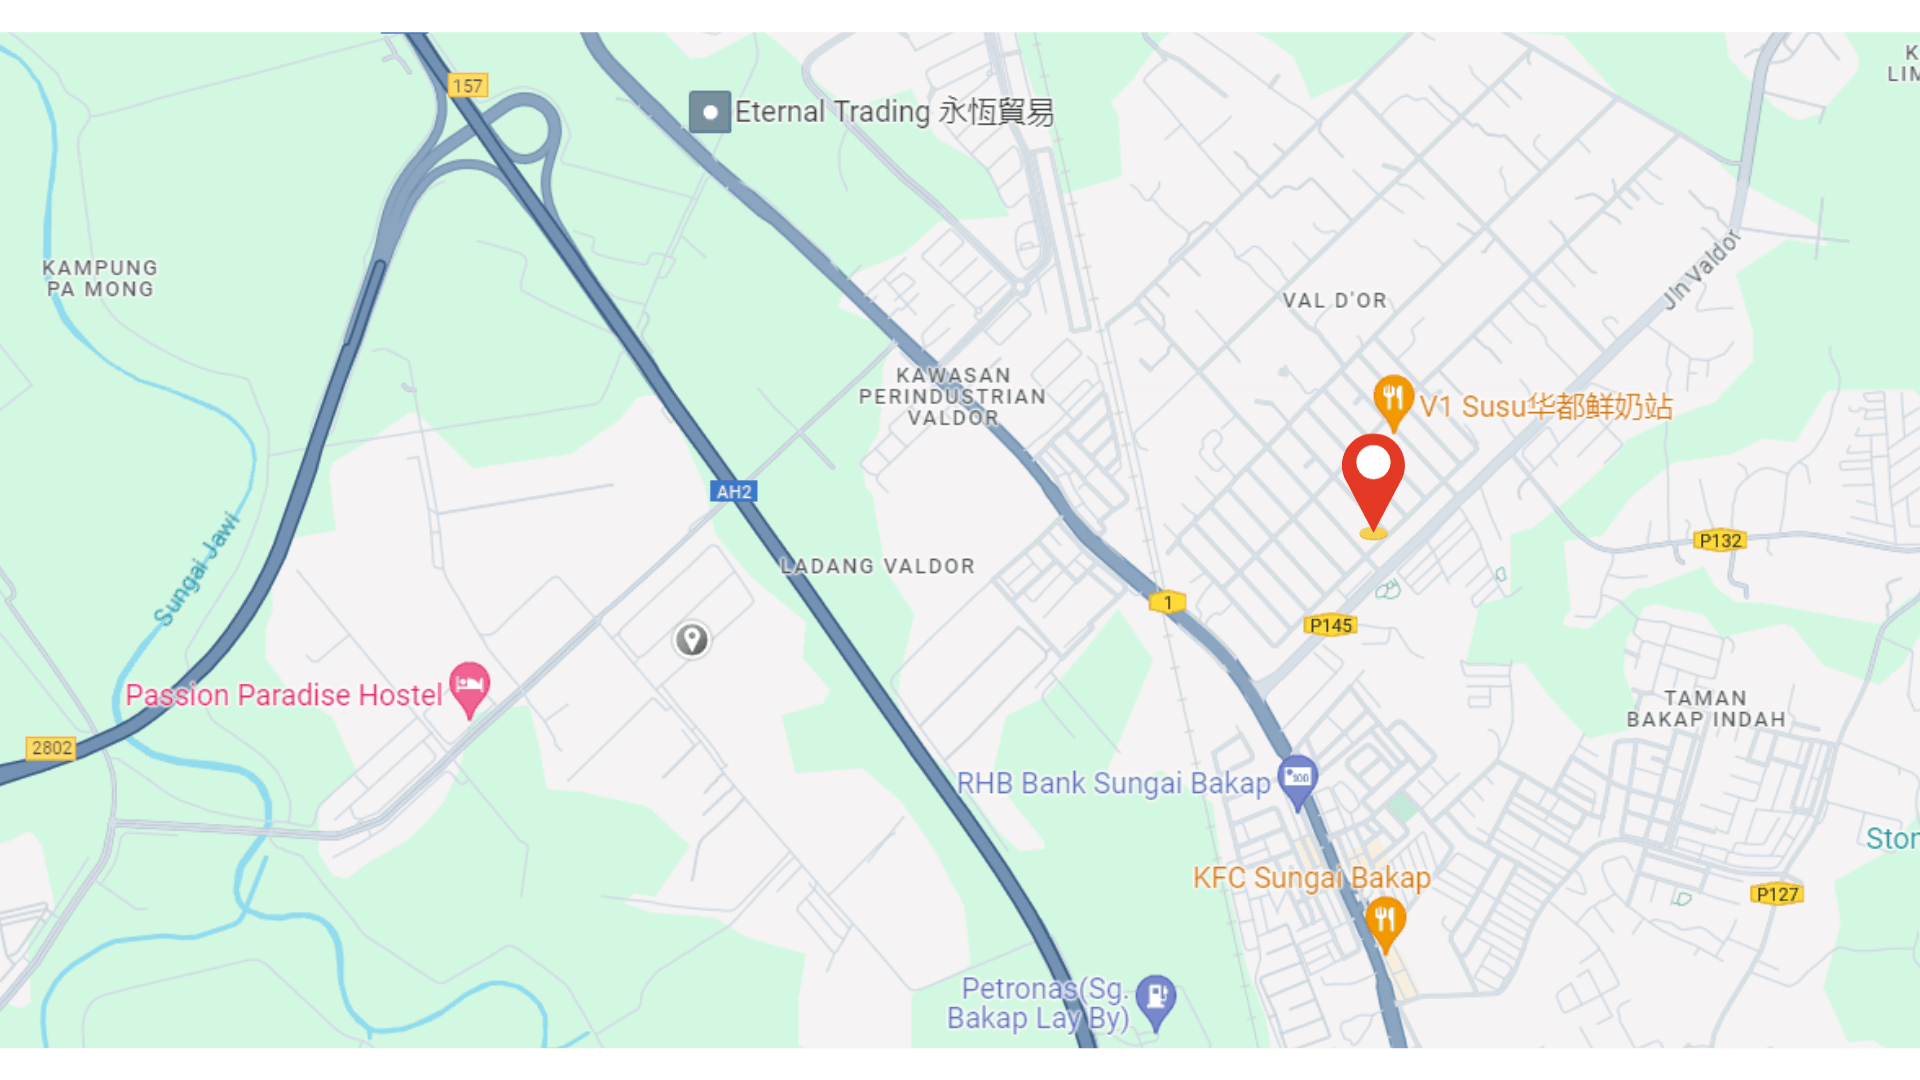 157
Eternal Trading 永恆貿易
K
LIM
KAMPUNG
PA MONG
Jln Valdor
VAL D'OR
KAWASAN
PERINDUSTRIAN
VALDOR
V1 Susu华都鲜奶站
AH2
Sungai Jawi
P132
LADANG VALDOR
1
P145
Passion Paradise Hostel
TAMAN
BAKAP INDAH
2802
RHB Bank Sungai Bakap
Ston
KFC Sungai Bakap
P127
Petronas(Sg.
Bakap Lay By)